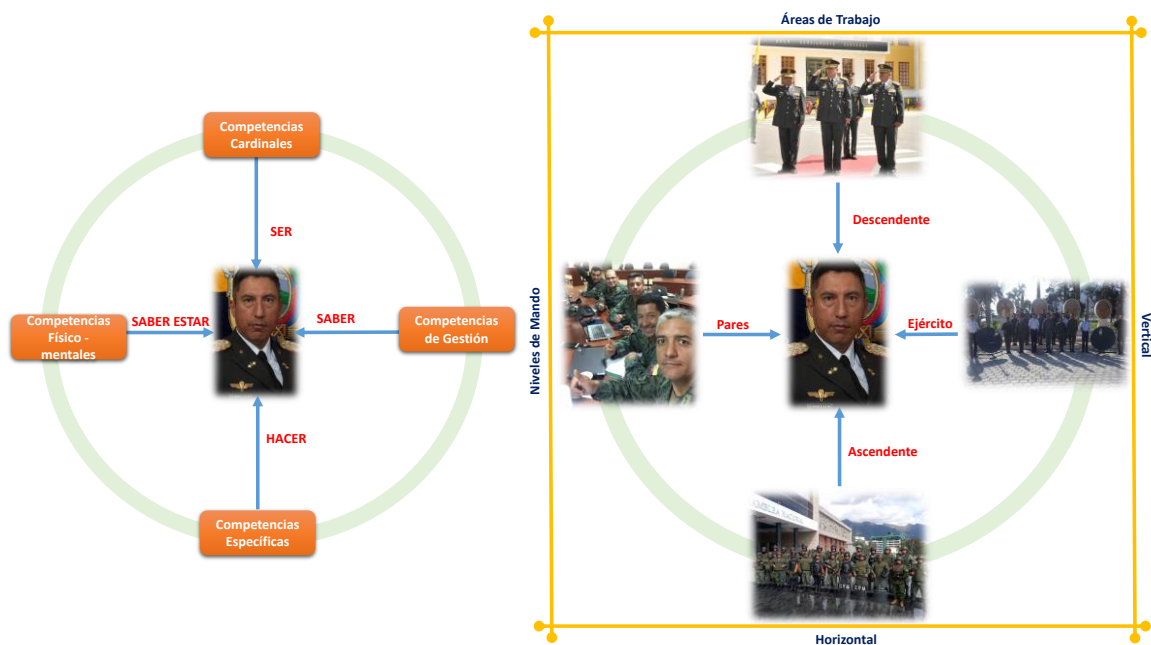 Competencias
Cardinales
SER
Competencias
Físico -
mentales
SABER ESTAR
SABER
Competencias
de Gestión
HACER
Competencias
Específicas
Áreas de Trabajo
Descendente
Niveles de Mando
Pares
Ejército
Vertical
Ascendente
Horizontal